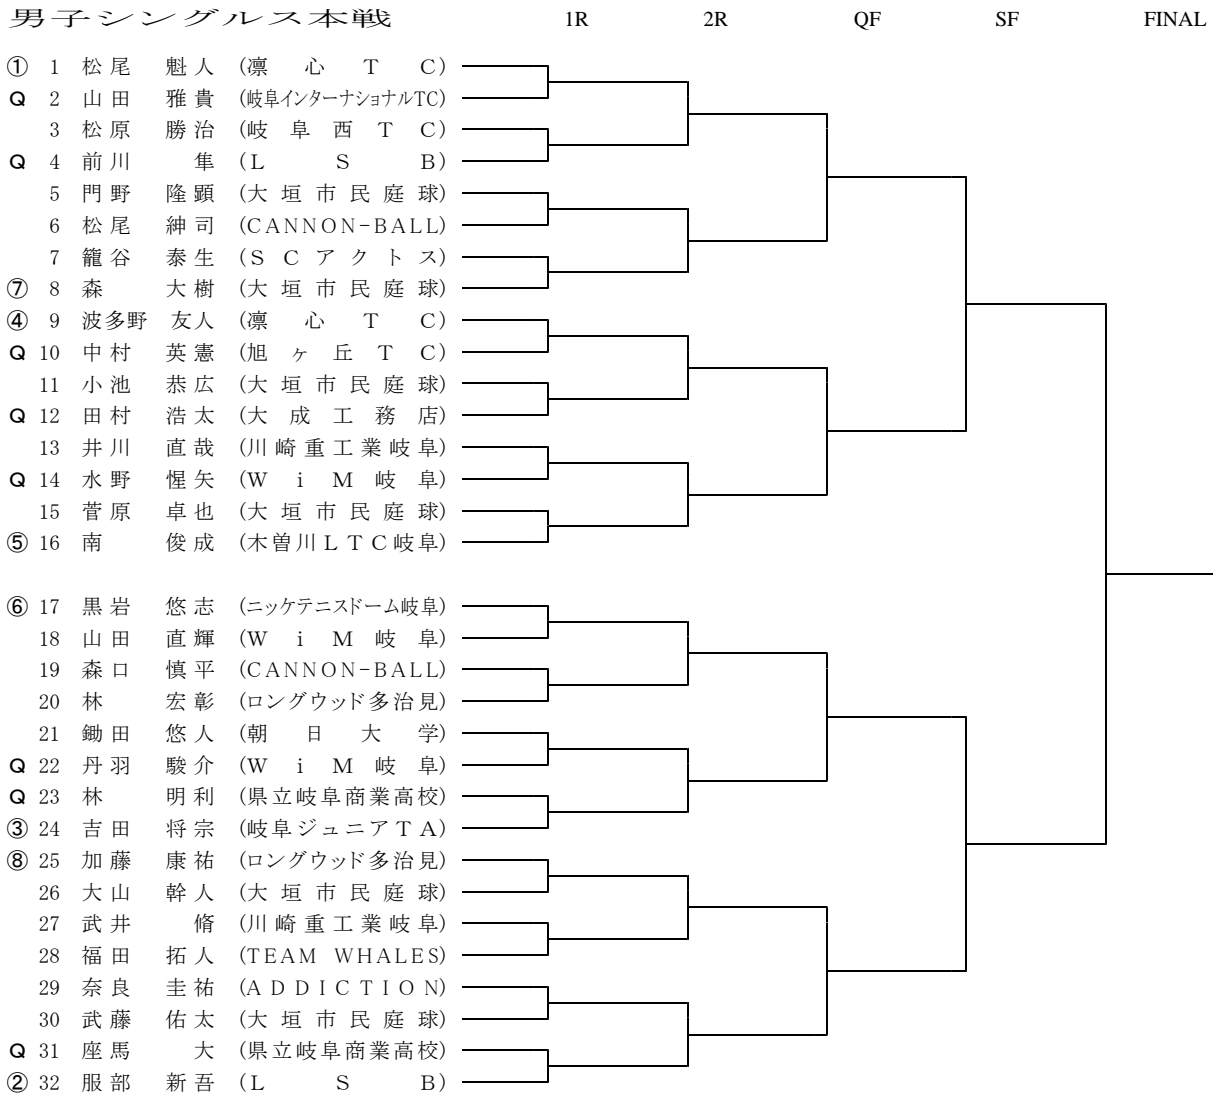 男子シングルス本戦 1R 2R QF SF FINAL
① 1 松尾 魁人 (凛心TC)
Q 2 山田 雅貴 (岐阜インターナショナルTC)
3 松原 勝治 (岐阜西TC)
Q 4 前川 隼 (LSB)
5 門野 隆顕 (大垣市民庭球)
6 松尾 紳司 (CANNON-BALL)
7 籠谷 泰生 (SCアクトス)
⑦ 8 森 大樹 (大垣市民庭球)
④ 9 波多野 友人 (凛心TC)
Q 10 中村 英憲 (旭ヶ丘TC)
11 小池 恭広 (大垣市民庭球)
Q 12 田村 浩太 (大成工務店)
13 井川 直哉 (川崎重工業岐阜)
Q 14 水野 惺矢 (WiM岐阜)
15 菅原 卓也 (大垣市民庭球)
⑤ 16 南 俊成 (木曽川LTC岐阜)
⑥ 17 黒岩 悠志 (ニッケテニスドーム岐阜)
18 山田 直輝 (WiM岐阜)
19 森口 慎平 (CANNON-BALL)
20 林 宏彰 (ロングウッド多治見)
21 鋤田 悠人 (朝日大学)
Q 22 丹羽 駿介 (WiM岐阜)
Q 23 林 明利 (県立岐阜商業高校)
③ 24 吉田 将宗 (岐阜ジュニアTA)
⑧ 25 加藤 康祐 (ロングウッド多治見)
26 大山 幹人 (大垣市民庭球)
27 武井 脩 (川崎重工業岐阜)
28 福田 拓人 (TEAM WHALES)
29 奈良 圭祐 (ADDICTION)
30 武藤 佑太 (大垣市民庭球)
Q 31 座馬 大 (県立岐阜商業高校)
② 32 服部 新吾 (LSB)